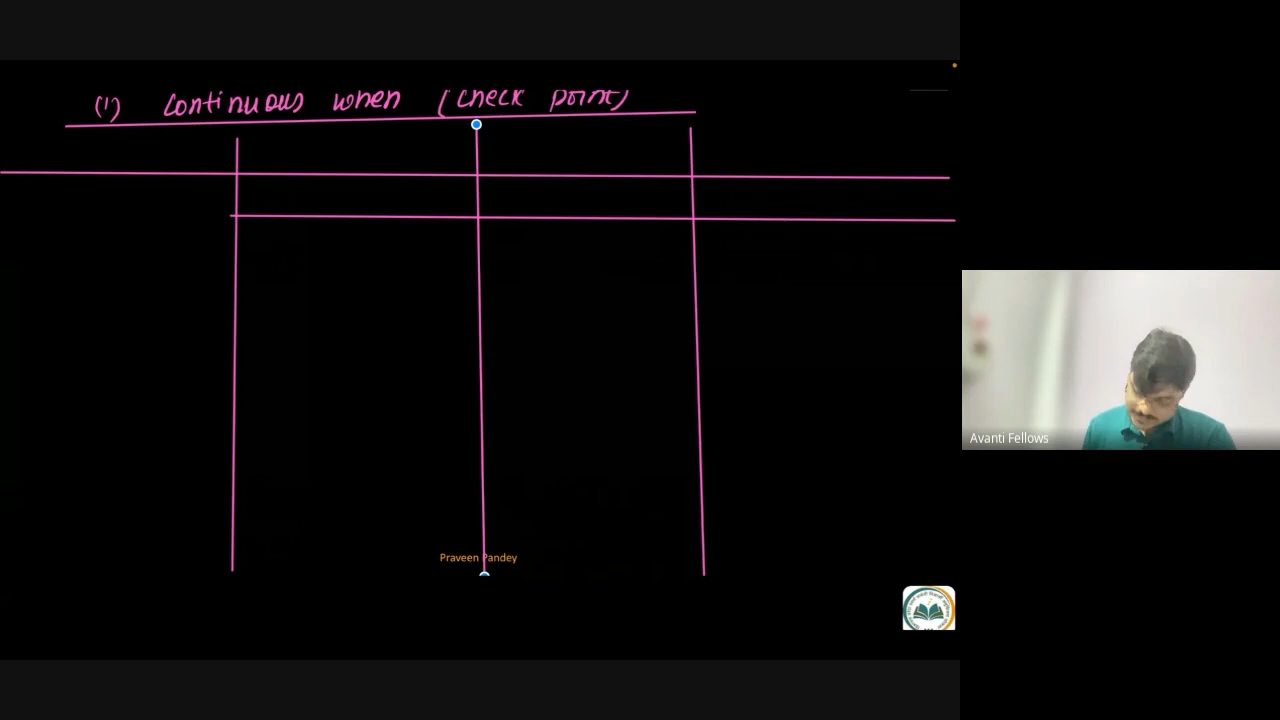 (1) Continuous when (check point)
Avanti Fellows
Praveen Pandey